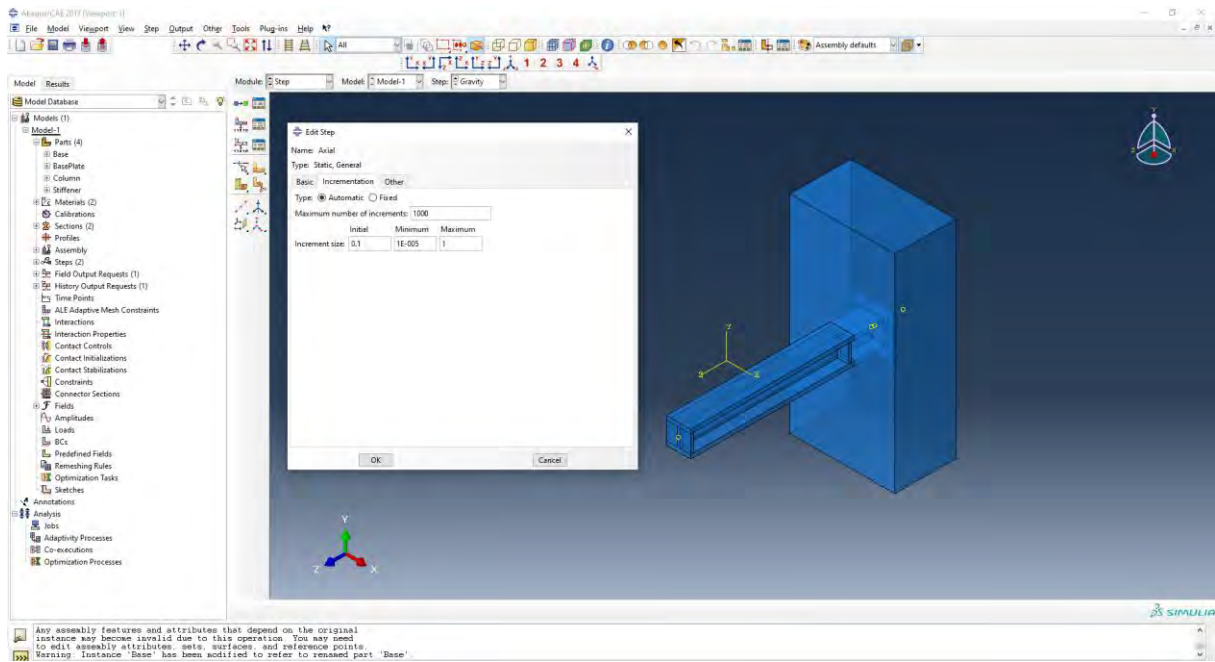 Abaqus/CAE 2017 [Viewport: 1]
File Model Viewport View Step Output Other Tools Plug-ins Help
All
Assembly defaults
1 2 3 4
Model Results
Module: Step Model: Model-1 Step: Gravity
Model Database
Models (1)
Model-1
Parts (4)
Base
BasePlate
Column
Stiffener
Materials (2)
Calibrations
Sections (2)
Profiles
Assembly
Steps (2)
Field Output Requests (1)
History Output Requests (1)
Time Points
ALE Adaptive Mesh Constraints
Interactions
Interaction Properties
Contact Controls
Contact Initializations
Contact Stabilizations
Constraints
Connector Sections
Fields
Amplitudes
Loads
BCs
Predefined Fields
Remeshing Rules
Optimization Tasks
Sketches
Annotations
Analysis
Jobs
Adaptivity Processes
Co-executions
Optimization Processes
Edit Step
Name: Axial
Type: Static, General
Basic Incrementation Other
Type: Automatic Fixed
Maximum number of increments: 1000
Initial Minimum Maximum
Increment size: 0.1 1E-005 1
OK Cancel
Y
Y
Z X
SIMULIA
Any assembly features and attributes that depend on the original
instance may become invalid due to this operation. You may need
to edit assembly attributes, sets, surfaces, and reference points.
Warning: Instance 'Base' has been modified to refer to renamed part 'Base'.